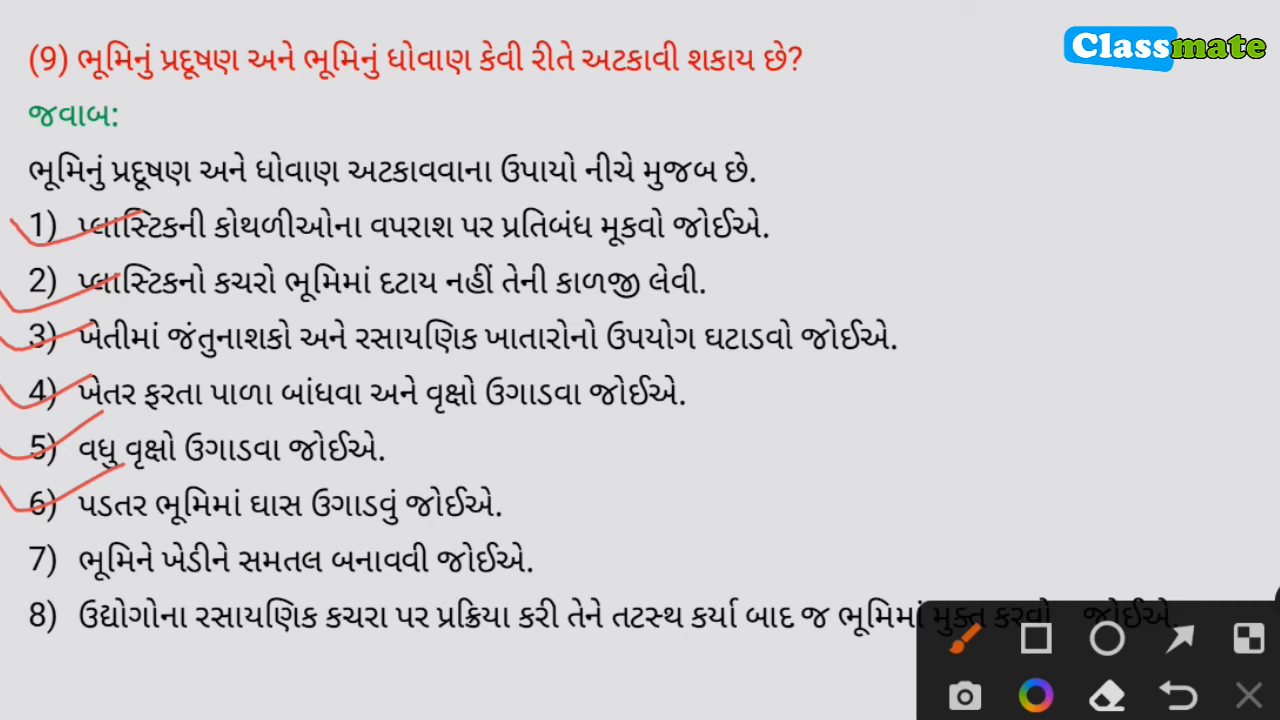 Classmate
(9) ભૂમિનું પ્રદૂષણ અને ભૂમિનું ધોવાણ કેવી રીતે અટકાવી શકાય છે?
જવાબ:
ભૂમિનું પ્રદૂષણ અને ધોવાણ અટકાવવાના ઉપાયો નીચે મુજબ છે.
1) પ્લાસ્ટિકની કોથળીઓના વપરાશ પર પ્રતિબંધ મૂકવો જોઈએ.
2) પ્લાસ્ટિકનો કચરો ભૂમિમાં દટાય નહીં તેની કાળજી લેવી.
3) ખેતીમાં જંતુનાશકો અને રસાયણિક ખાતારોનો ઉપયોગ ઘટાડવો જોઈએ.
4) ખેતર ફરતા પાળા બાંધવા અને વૃક્ષો ઉગાડવા જોઈએ.
5) વધુ વૃક્ષો ઉગાડવા જોઈએ.
6) પડતર ભૂમિમાં ઘાસ ઉગાડવું જોઈએ.
7) ભૂમિને ખેડીને સમતલ બનાવવી જોઈએ.
8) ઉદ્યોગોના રસાયણિક કચરા પર પ્રક્રિયા કરી તેને તટસ્થ કર્યા બાદ જ ભૂમિમાં મુક્ત કરવો જોઈએ.